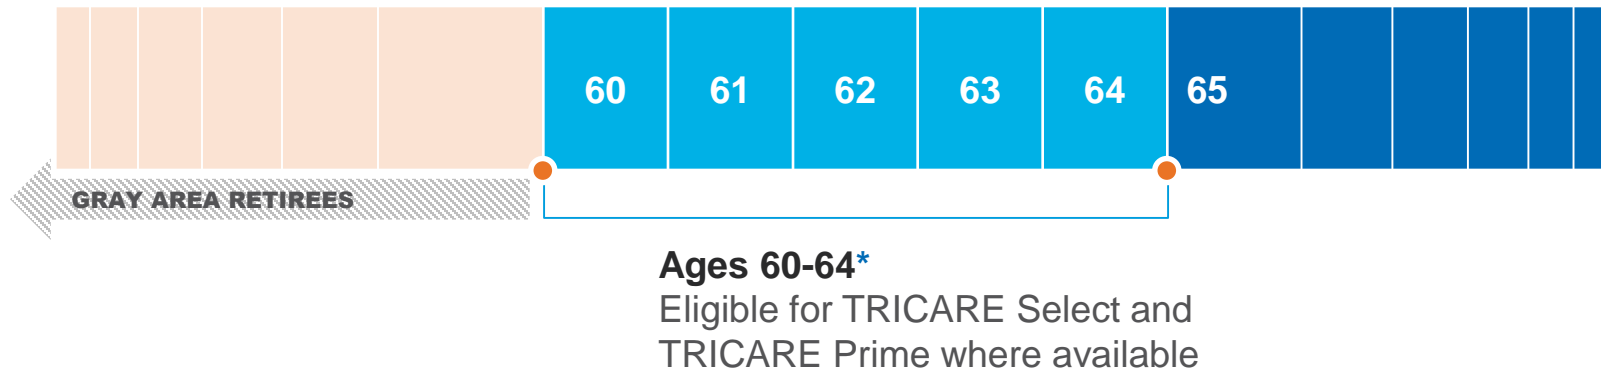 60 61 62 63 64 65
GRAY AREA RETIREES
Ages 60-64*
Eligible for TRICARE Select and
TRICARE Prime where available